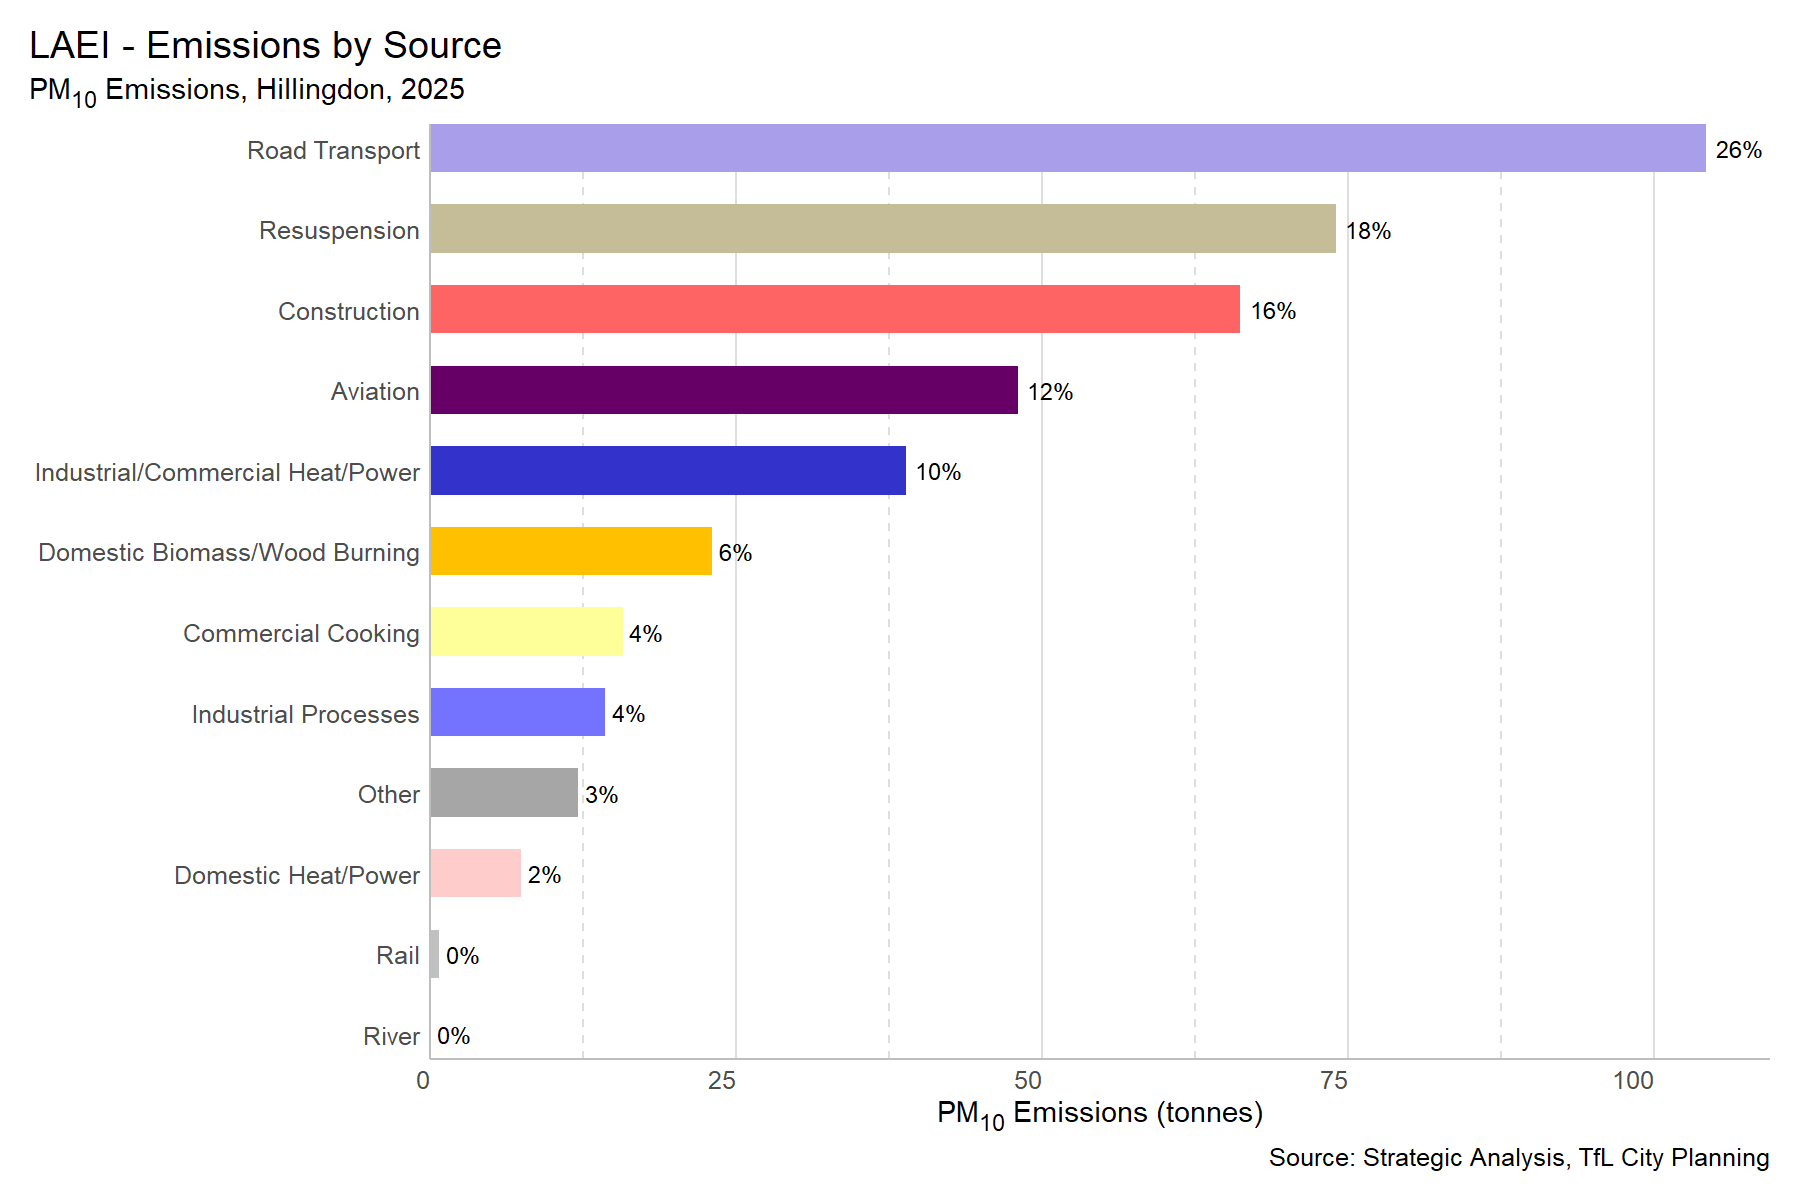 LAEI - Emissions by Source
PM10 Emissions, Hillingdon, 2025
Road Transport 26%
Resuspension 18%
Construction 16%
Aviation 12%
Industrial/Commercial Heat/Power 10%
Domestic Biomass/Wood Burning 6%
Commercial Cooking 4%
Industrial Processes 4%
Other 3%
Domestic Heat/Power 2%
Rail 0%
River 0%
0 25 50 75 100
PM10 Emissions (tonnes)
Source: Strategic Analysis, TfL City Planning